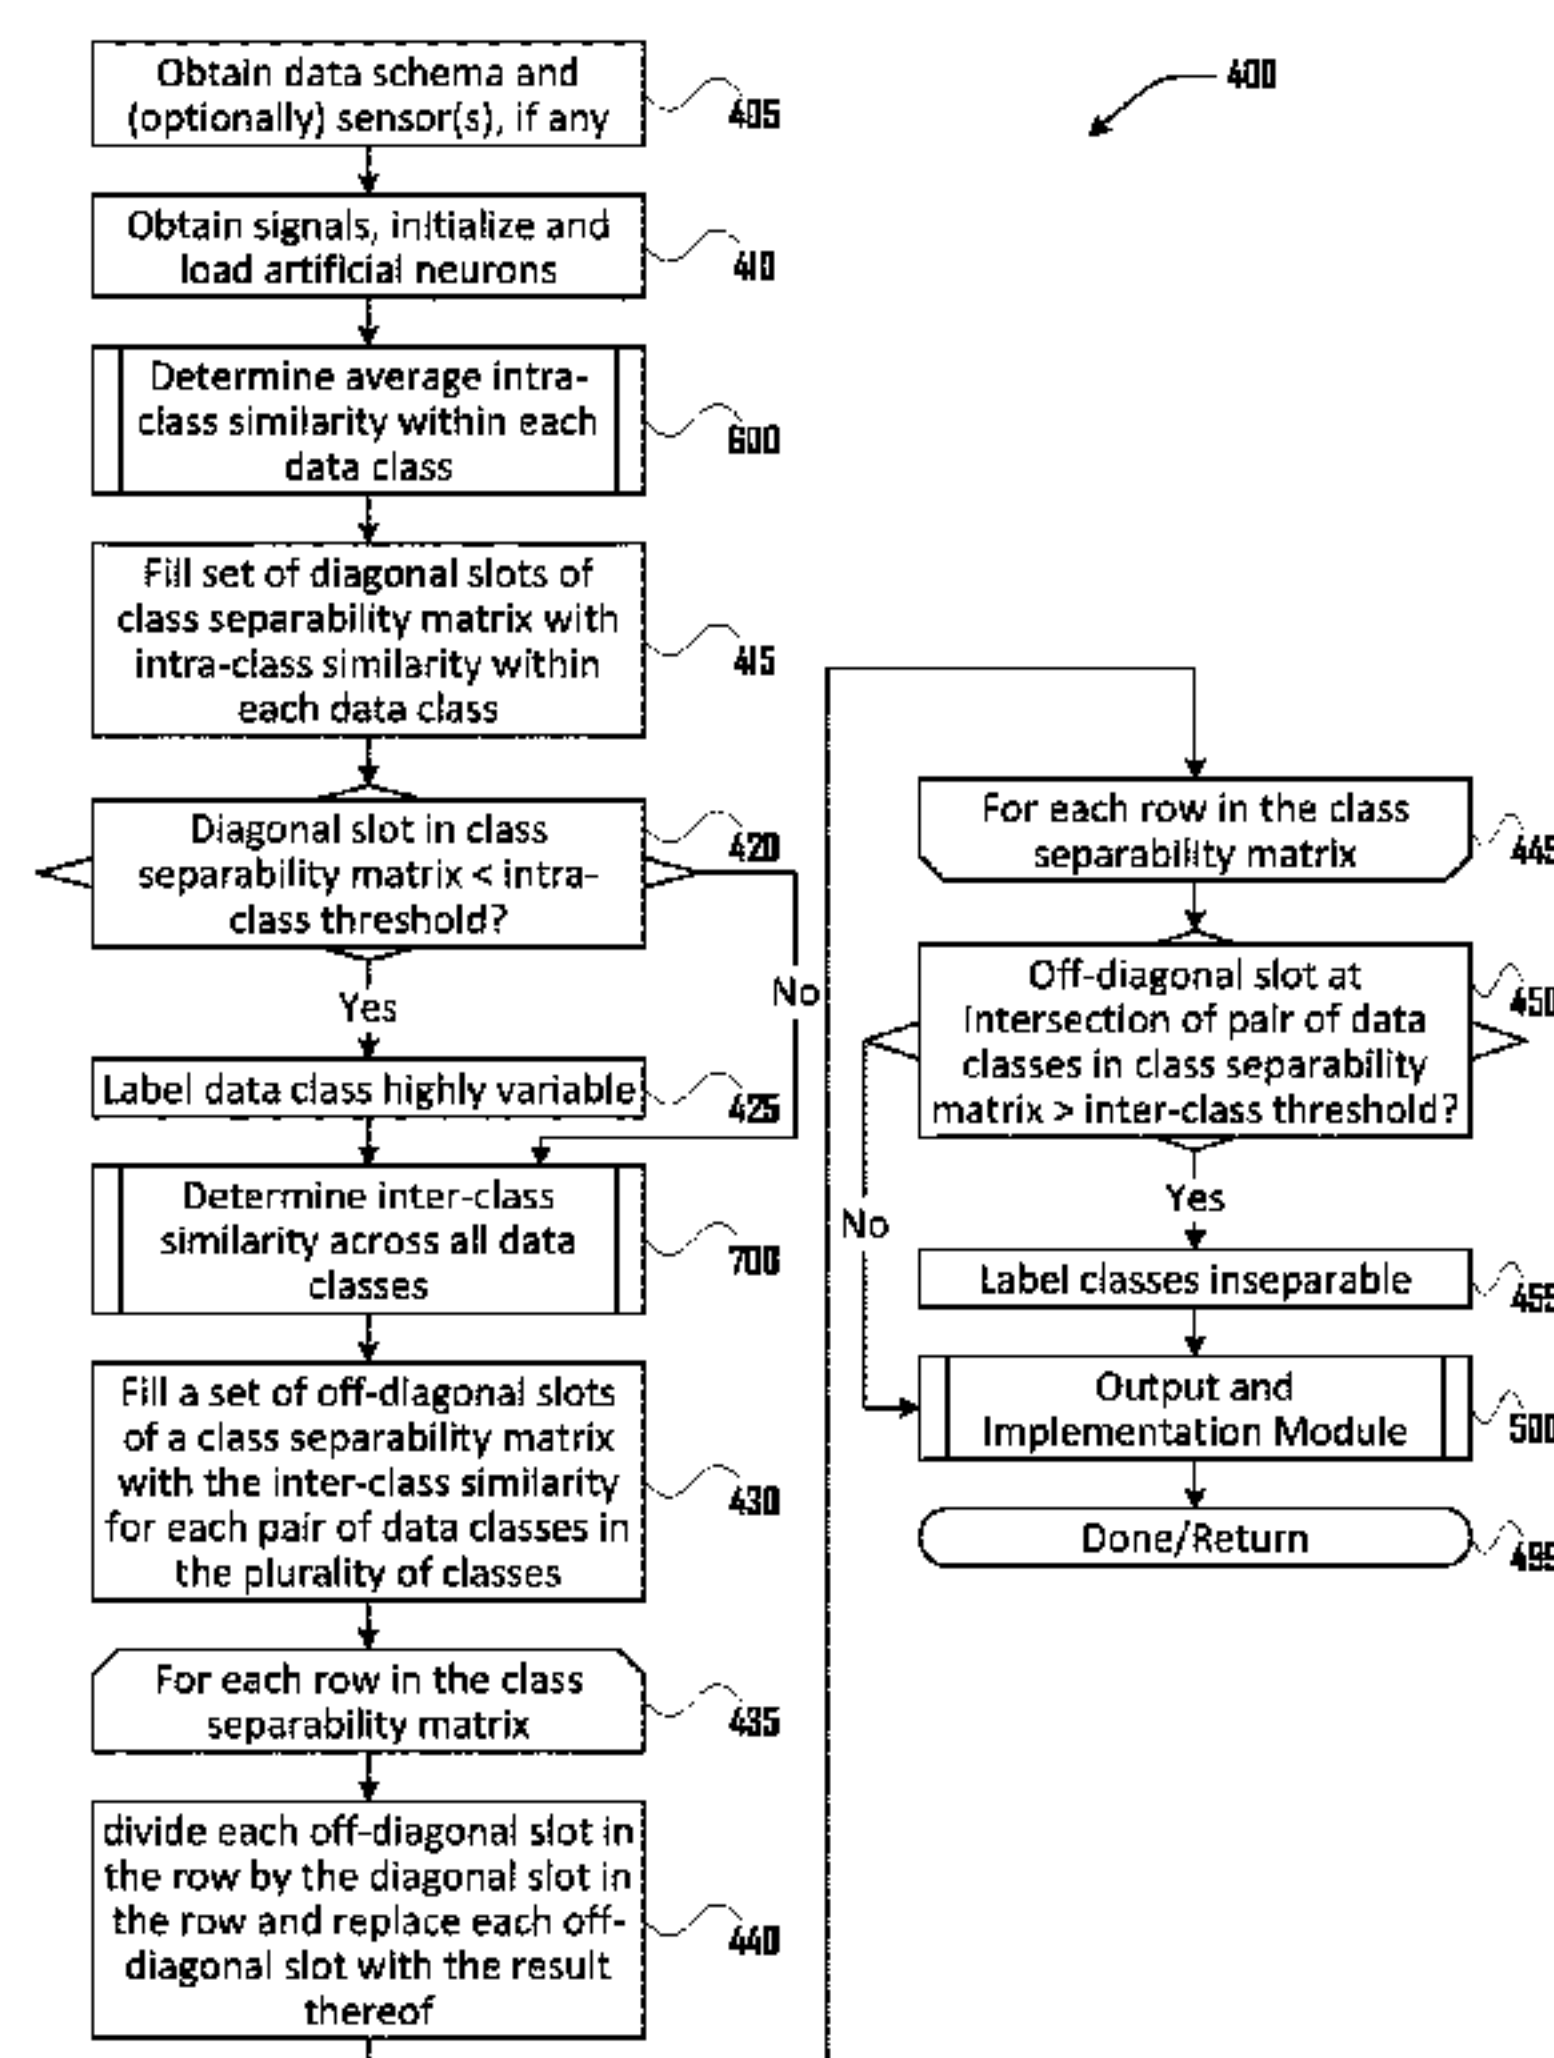 400
Obtain data schema and
(optionally) sensor(s), if any
405
Obtain signals, initialize and
load artificial neurons
410
Determine average intra-
class similarity within each
data class
600
Fill set of diagonal slots of
class separability matrix with
intra-class similarity within
each data class
415
Diagonal slot in class
separability matrix < intra-
class threshold?
420
No
Yes
Label data class highly variable
425
Determine inter-class
similarity across all data
classes
700
Fill a set of off-diagonal slots
of a class separability matrix
with the inter-class similarity
for each pair of data classes in
the plurality of classes
430
For each row in the class
separability matrix
435
divide each off-diagonal slot in
the row by the diagonal slot in
the row and replace each off-
diagonal slot with the result
thereof
440
For each row in the class
separability matrix
445
Off-diagonal slot at
intersection of pair of data
classes in class separability
matrix > inter-class threshold?
450
Yes
No
Label classes inseparable
455
Output and
Implementation Module
500
Done/Return
499